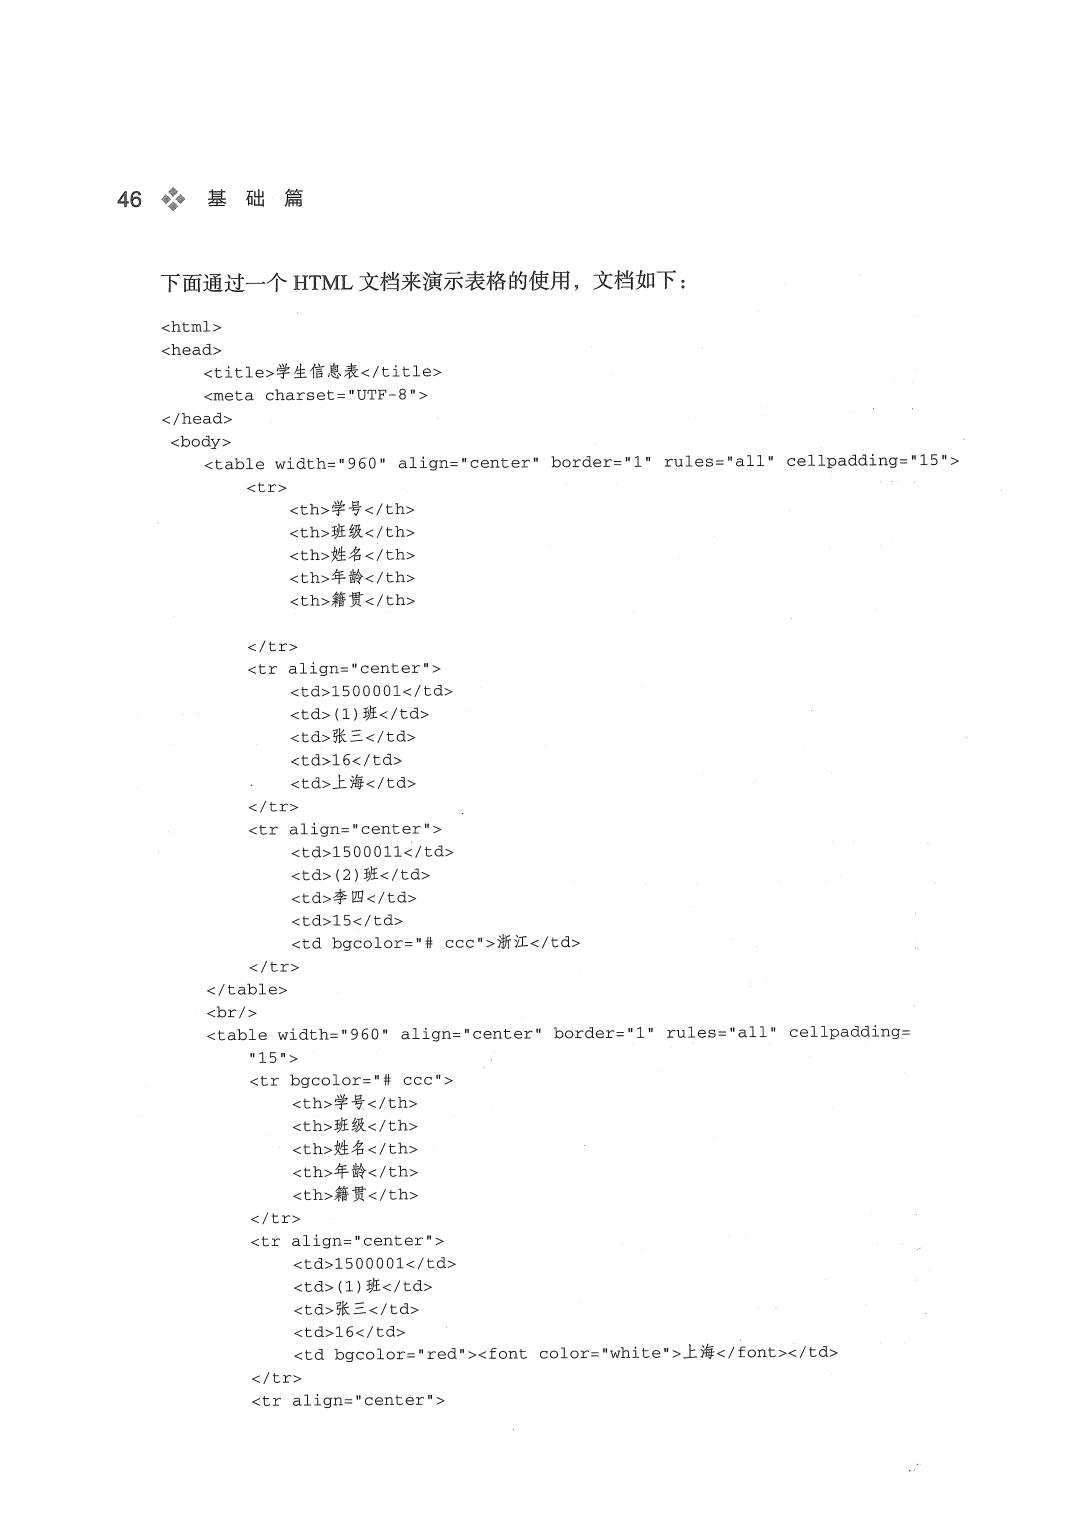 46 基 础 篇
下面通过一个 HTML 文档来演示表格的使用，文档如下：
<html>
<head>
    <title>学生信息表</title>
    <meta charset="UTF-8">
</head>
 <body>
    <table width="960" align="center" border="1" rules="all" cellpadding="15">
        <tr>
            <th>学号</th>
            <th>班级</th>
            <th>姓名</th>
            <th>年龄</th>
            <th>籍贯</th>
        </tr>
        <tr align="center">
            <td>1500001</td>
            <td>(1)班</td>
            <td>张三</td>
            <td>16</td>
            <td>上海</td>
        </tr>
        <tr align="center">
            <td>1500011</td>
            <td>(2)班</td>
            <td>李四</td>
            <td>15</td>
            <td bgcolor="# ccc">浙江</td>
        </tr>
    </table>
    <br/>
    <table width="960" align="center" border="1" rules="all" cellpadding=
        "15">
        <tr bgcolor="# ccc">
            <th>学号</th>
            <th>班级</th>
            <th>姓名</th>
            <th>年龄</th>
            <th>籍贯</th>
        </tr>
        <tr align="center">
            <td>1500001</td>
            <td>(1)班</td>
            <td>张三</td>
            <td>16</td>
            <td bgcolor="red"><font color="white">上海</font></td>
        </tr>
        <tr align="center">